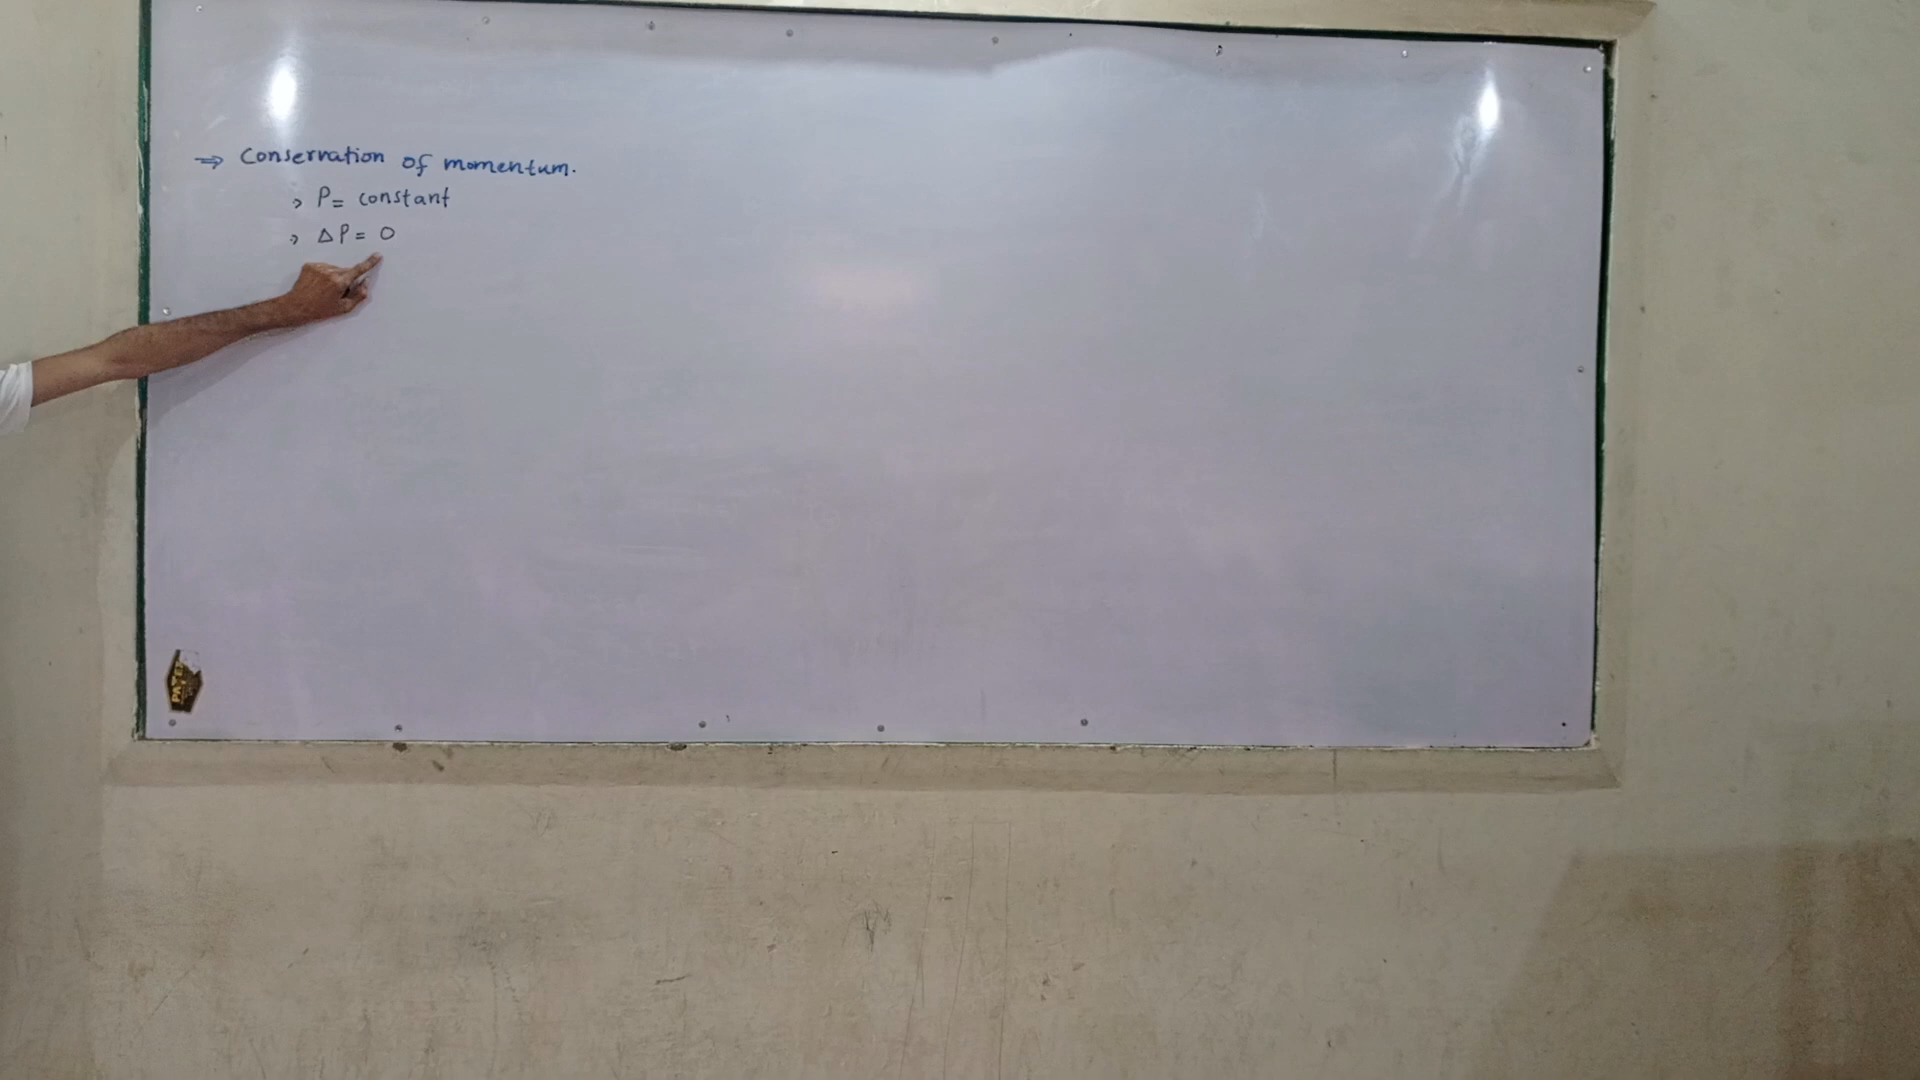 ⇒ Conservation of momentum.
> P = constant
> ΔP = 0